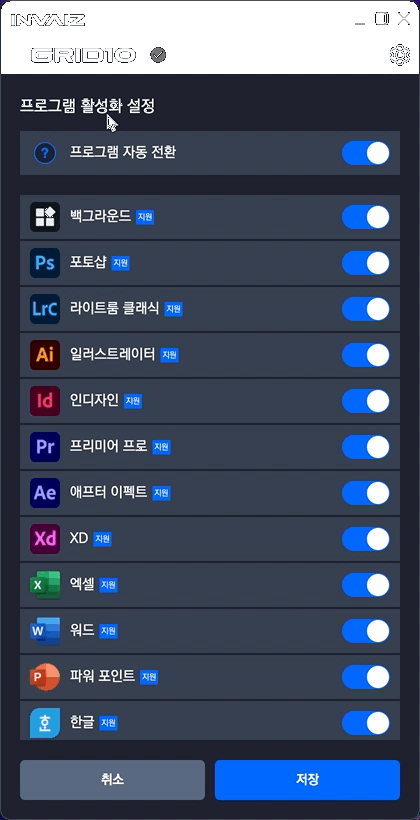 INVAIZ
GRID10
프로그램 활성화 설정
? 프로그램 자동 전환
백그라운드 지원
Ps 포토샵 지원
LrC 라이트룸 클래식 지원
Ai 일러스트레이터 지원
Id 인디자인 지원
Pr 프리미어 프로 지원
Ae 애프터 이펙트 지원
Xd XD 지원
X 엑셀 지원
W 워드 지원
P 파워 포인트 지원
호 한글 지원
취소 저장